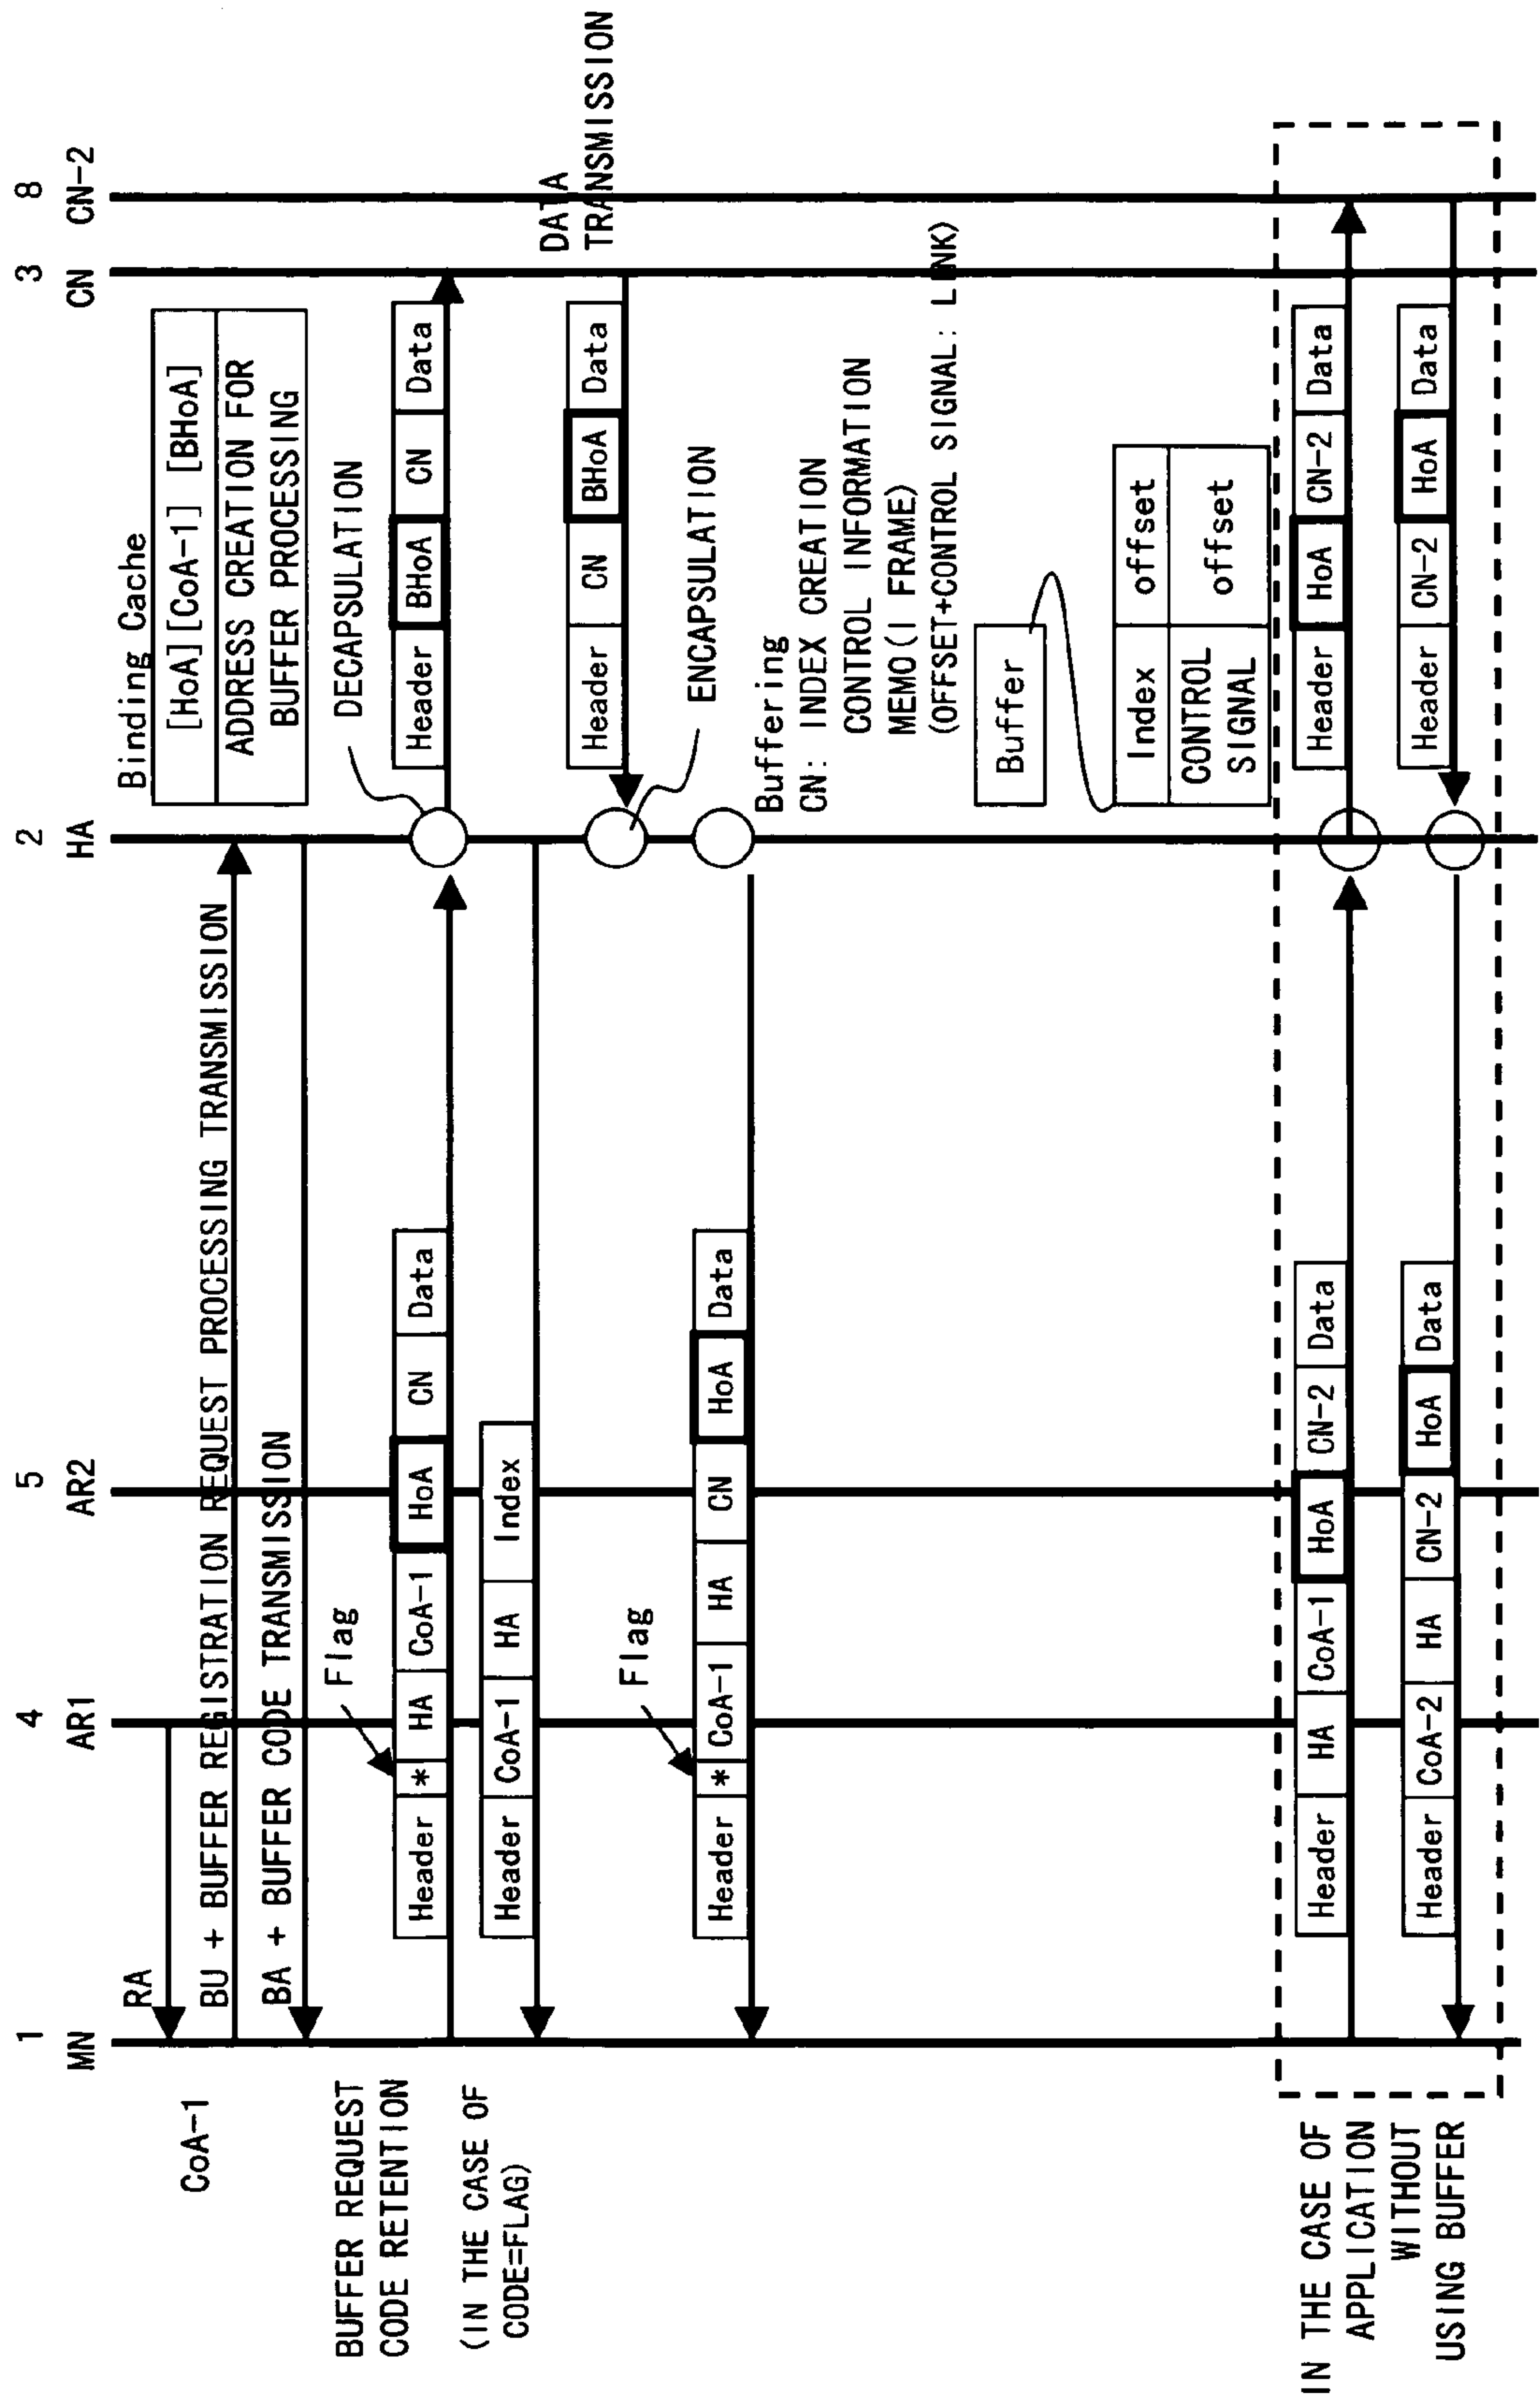 1 2 3 4 5 8
MN AR1 AR2 HA CN CN-2
CoA-1
RA
BU + BUFFER REGISTRATION REQUEST PROCESSING TRANSMISSION
BA + BUFFER CODE TRANSMISSION
Binding Cache
[HoA][CoA-1] [BHoA]
ADDRESS CREATION FOR
BUFFER PROCESSING
BUFFER REQUEST
CODE RETENTION
(IN THE CASE OF
CODE=FLAG)
Flag
Header * HA CoA-1 HoA CN Data
DECAPSULATION
Header BHoA CN Data
Header CoA-1 HA Index
DATA
TRANSMISSION
Header CN BHoA Data
ENCAPSULATION
Flag
Header * CoA-1 HA CN HoA Data
Buffering
CN: INDEX CREATION
CONTROL INFORMATION
MEMO(I FRAME)
(OFFSET+CONTROL SIGNAL: LINK)
Buffer
Index offset
CONTROL
SIGNAL
offset
IN THE CASE OF
APPLICATION
WITHOUT
USING BUFFER
Header HA CoA-1 HoA CN-2 Data
Header HoA CN-2 Data
Header CoA-2 HA CN-2 HoA Data
Header CN-2 HoA Data